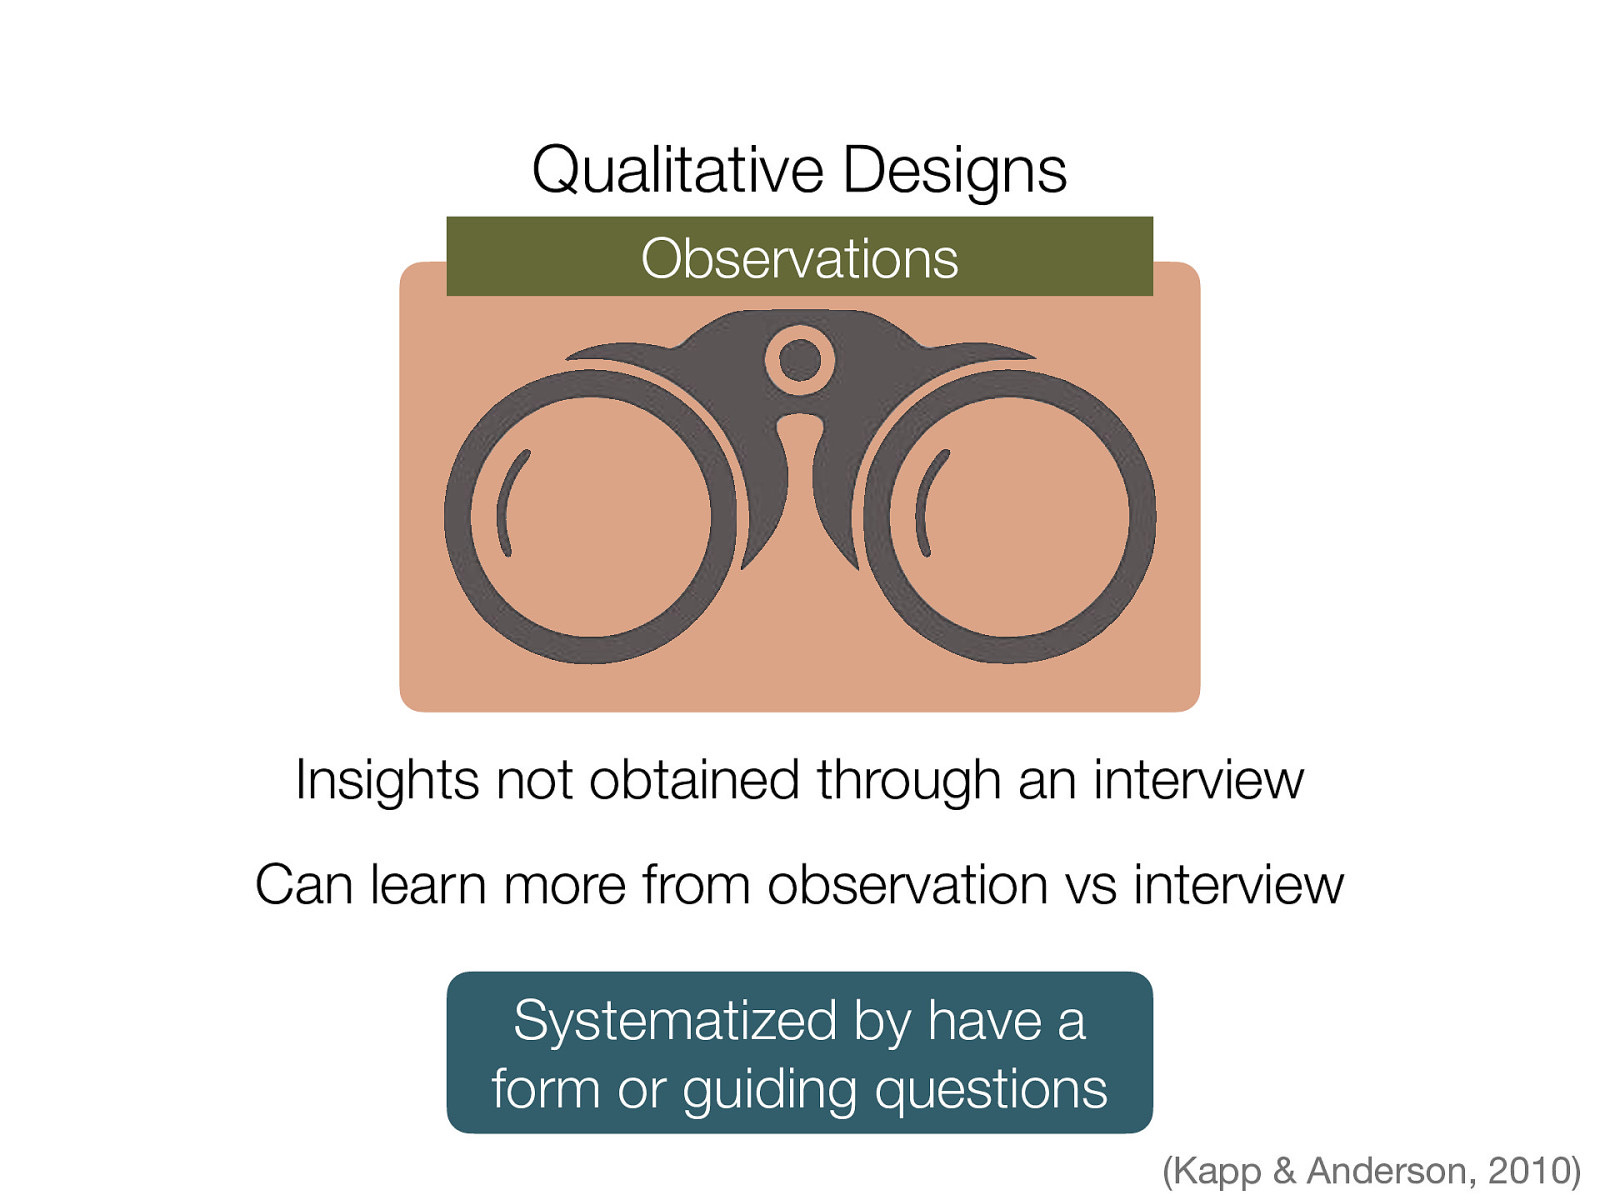 Qualitative Designs
Observations
Insights not obtained through an interview
Can learn more from observation vs interview
Systematized by have a
form or guiding questions
(Kapp & Anderson, 2010)